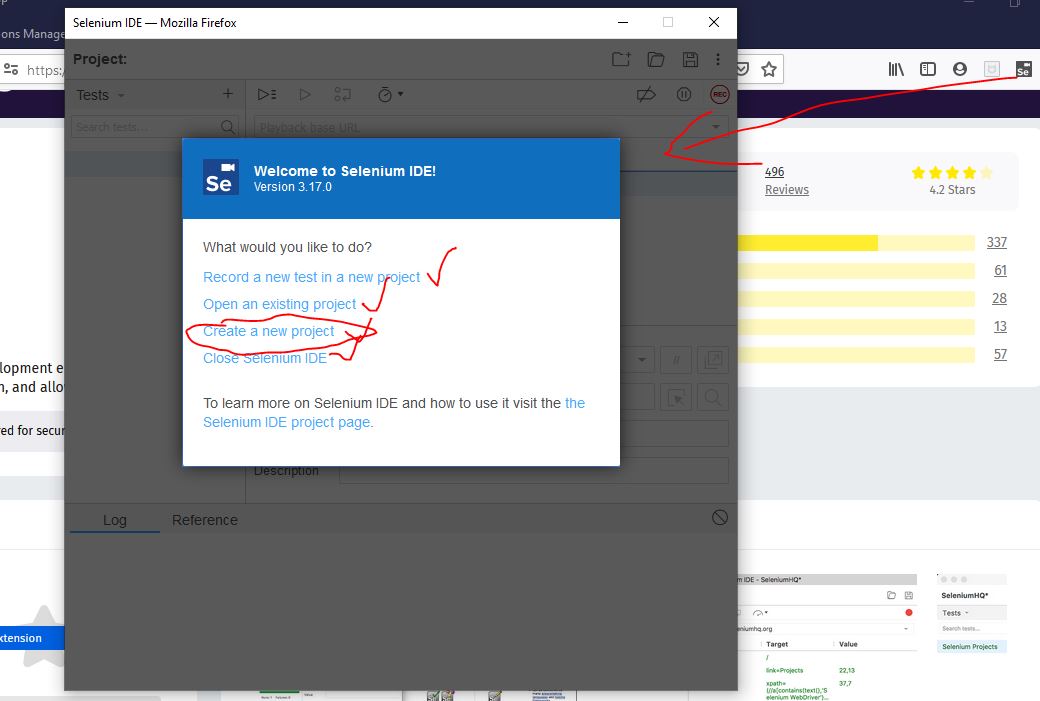 Selenium IDE — Mozilla Firefox
ons Manage
https:/
Project:
Tests
REC
Se
Search tests...
Playback base URL
Se
Welcome to Selenium IDE!
Version 3.17.0
What would you like to do?
Record a new test in a new project
Open an existing project
Create a new project
Close Selenium IDE
To learn more on Selenium IDE and how to use it visit the the
Selenium IDE project page.
//
Description
Log
Reference
496
Reviews
4.2 Stars
337
61
28
13
57
lopment e
n, and allo
ed for secur
xtension
m IDE - SeleniumHQ*
eniumhq.org
Target Value
/
link=Projects 22,13
xpath= 37,7
(//a[contains(text(),'S
elenium WebDriver')...
SeleniumHQ*
Tests
Search tests...
Selenium Projects